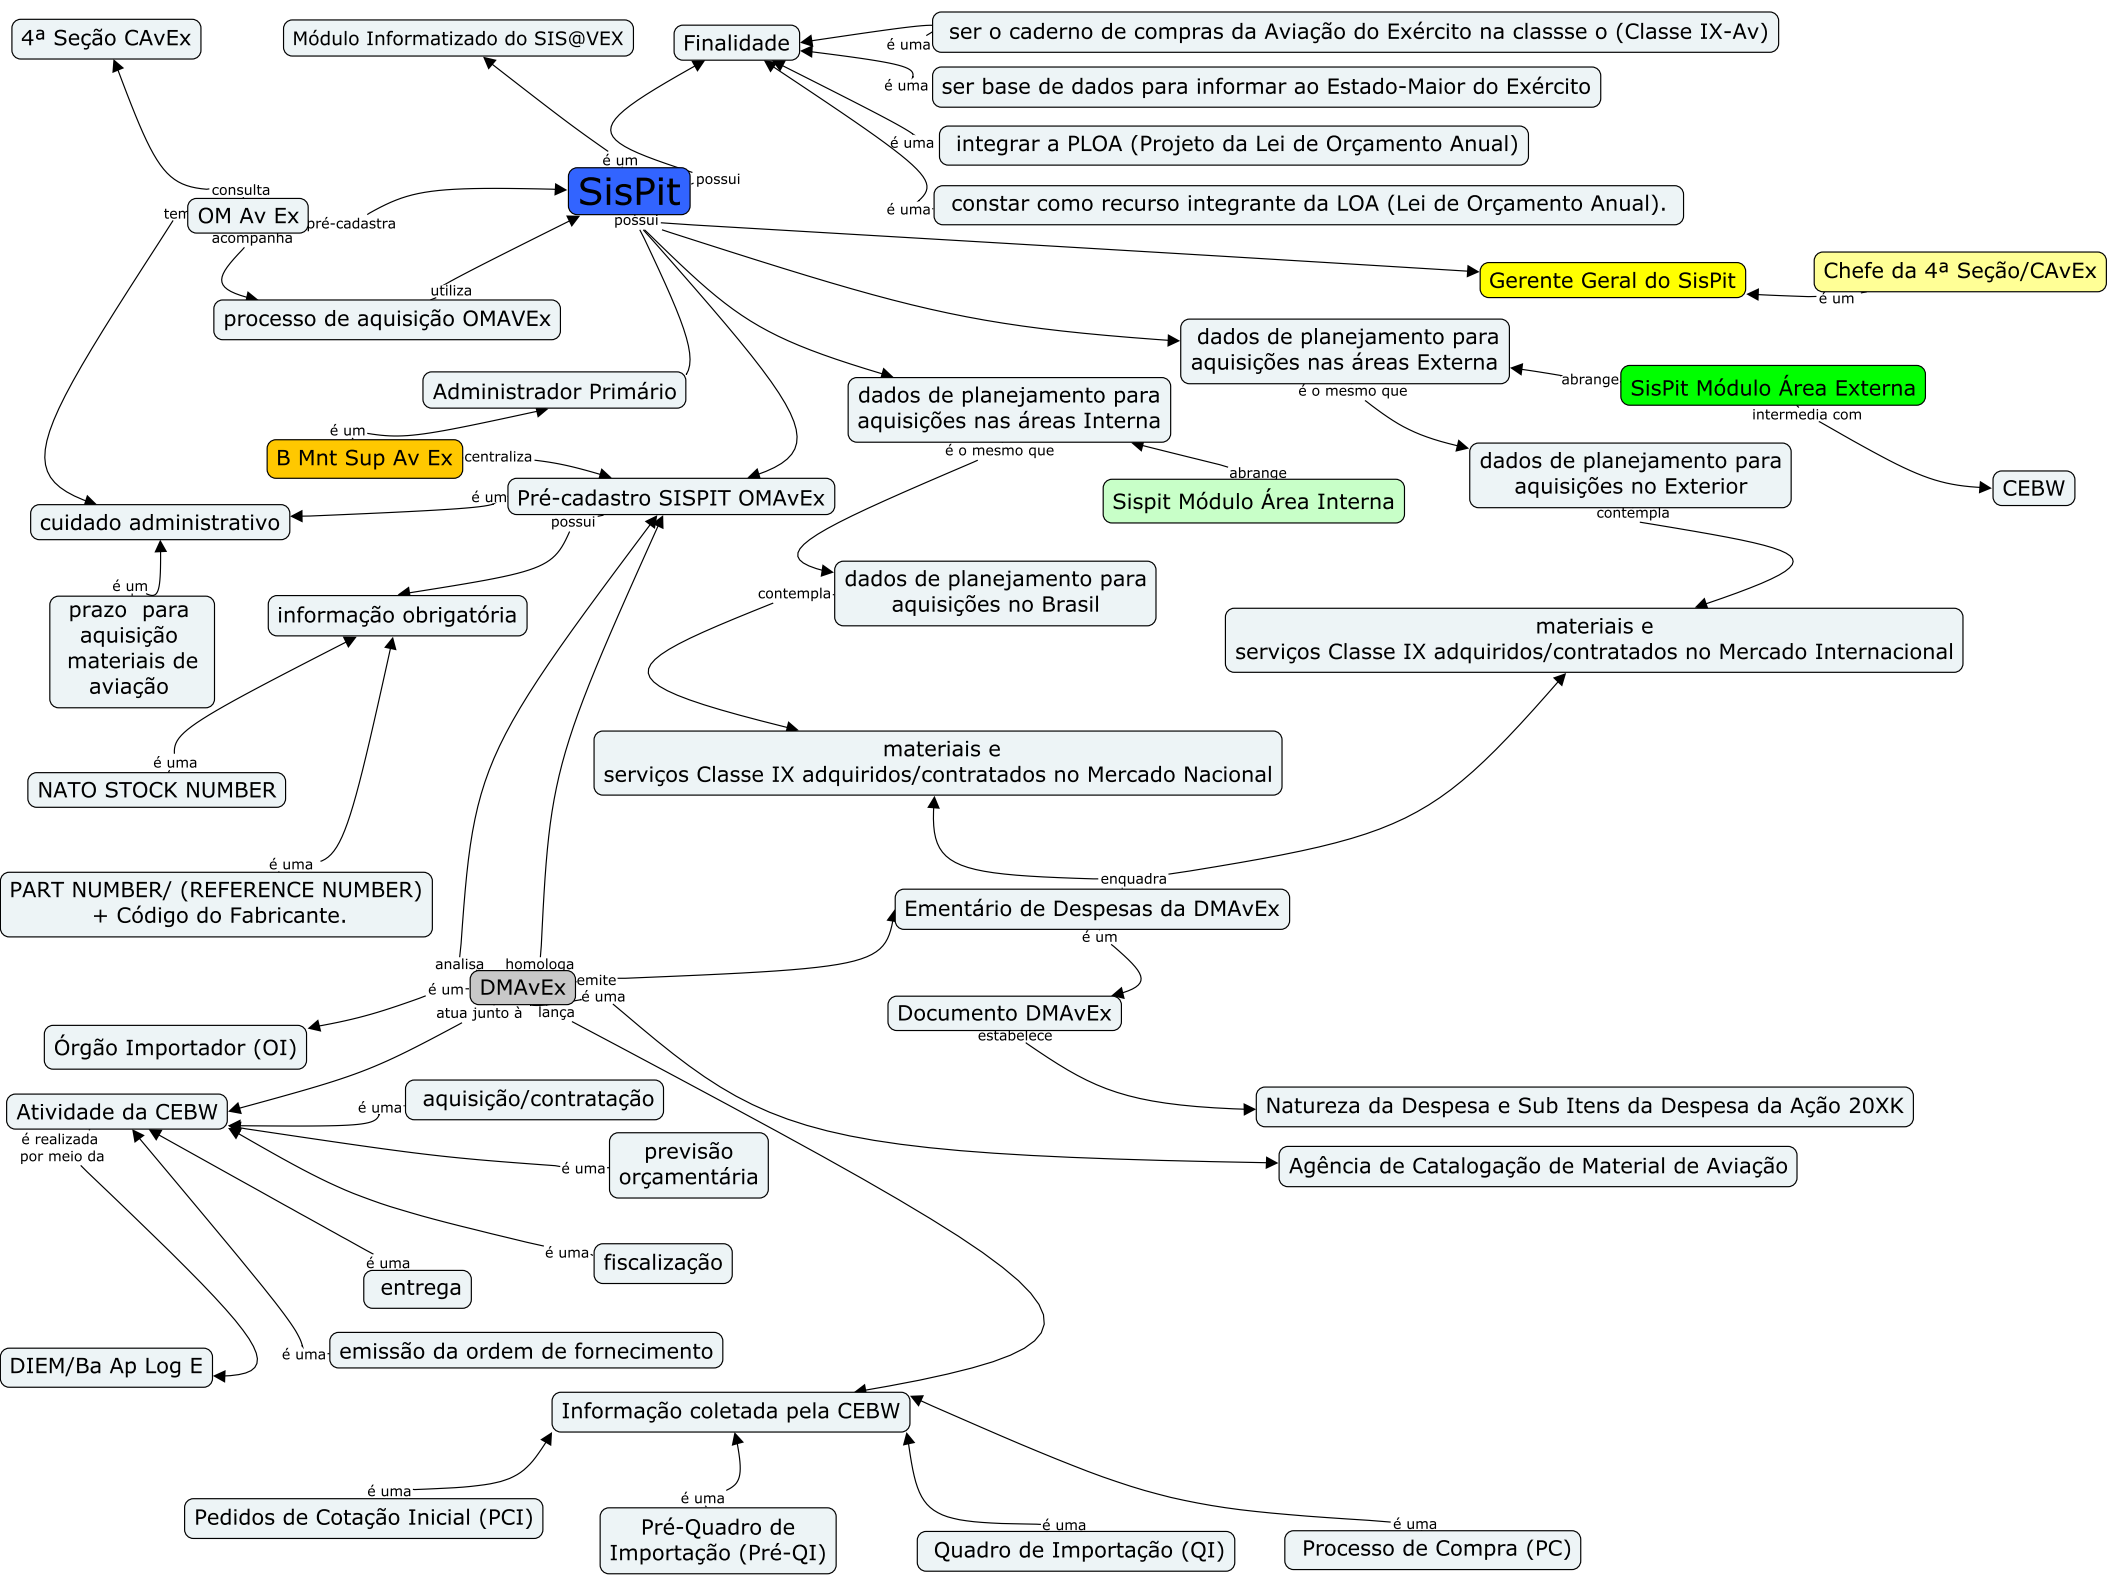 4ª Seção CAvEx
Módulo Informatizado do SIS@VEX
Finalidade
é uma
ser o caderno de compras da Aviação do Exército na classse o (Classe IX-Av)
é uma
ser base de dados para informar ao Estado-Maior do Exército
é uma
integrar a PLOA (Projeto da Lei de Orçamento Anual)
é uma
constar como recurso integrante da LOA (Lei de Orçamento Anual).
é um
SisPit
possui
possui
consulta
tem
OM Av Ex
pré-cadastra
acompanha
utiliza
processo de aquisição OMAVEx
Gerente Geral do SisPit
Chefe da 4ª Seção/CAvEx
é um
dados de planejamento para
aquisições nas áreas Externa
é o mesmo que
abrange
SisPit Módulo Área Externa
intermedia com
CEBW
Administrador Primário
é um
B Mnt Sup Av Ex
centraliza
dados de planejamento para
aquisições nas áreas Interna
é o mesmo que
abrange
Sispit Módulo Área Interna
dados de planejamento para
aquisições no Exterior
contempla
Pré-cadastro SISPIT OMAvEx
é um
possui
cuidado administrativo
é um
prazo para
aquisição
materiais de
aviação
informação obrigatória
dados de planejamento para
aquisições no Brasil
contempla
materiais e
serviços Classe IX adquiridos/contratados no Mercado Internacional
é uma
NATO STOCK NUMBER
materiais e
serviços Classe IX adquiridos/contratados no Mercado Nacional
é uma
PART NUMBER/ (REFERENCE NUMBER)
+ Código do Fabricante.
enquadra
Ementário de Despesas da DMAvEx
é um
analisa
homologa
DMAvEx
emite
é uma
é um
atua junto à
lança
Documento DMAvEx
estabelece
Órgão Importador (OI)
Natureza da Despesa e Sub Itens da Despesa da Ação 20XK
Agência de Catalogação de Material de Aviação
Atividade da CEBW
é realizada
por meio da
é uma
aquisição/contratação
é uma
previsão
orçamentária
é uma
fiscalização
é uma
entrega
é uma
emissão da ordem de fornecimento
DIEM/Ba Ap Log E
Informação coletada pela CEBW
é uma
Pedidos de Cotação Inicial (PCI)
é uma
Pré-Quadro de
Importação (Pré-QI)
é uma
Quadro de Importação (QI)
é uma
Processo de Compra (PC)